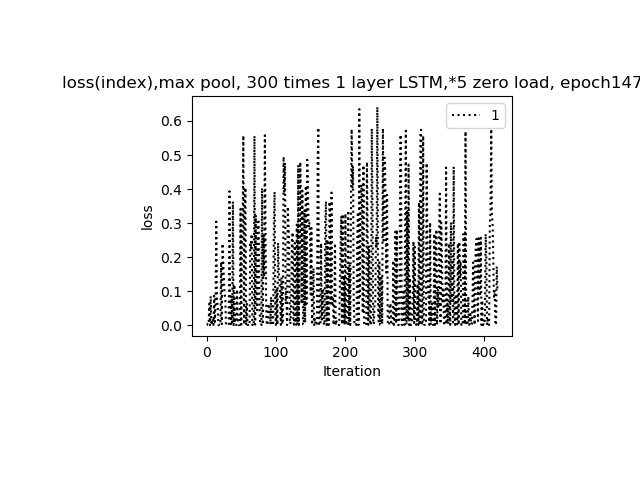 loss(index),max pool, 300 times 1 layer LSTM,*5 zero load, epoch147
1
loss
0.6
0.5
0.4
0.3
0.2
0.1
0.0
0 100 200 300 400
Iteration